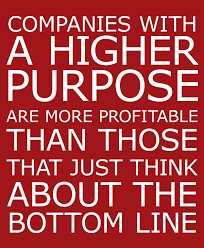 COMPANIES WITH
A HIGHER
PURPOSE
ARE MORE PROFITABLE
THAN THOSE
THAT JUST THINK
ABOUT THE
BOTTOM LINE